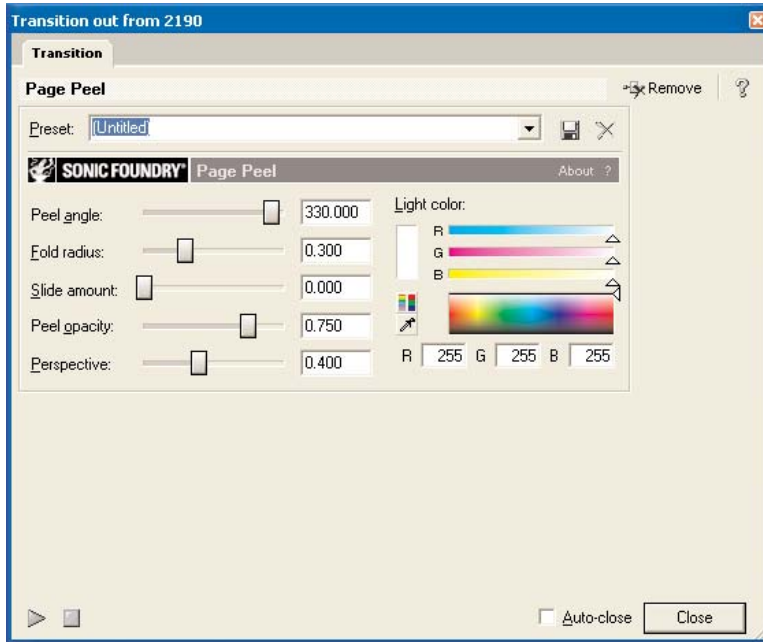 Transition out from 2190
Transition
Page Peel
Remove
?
Preset: (Untitled)
SONIC FOUNDRY Page Peel About ?
Peel angle: 330.000
Fold radius: 0.300
Slide amount: 0.000
Peel opacity: 0.750
Perspective: 0.400
Light color:
R
G
B
R 255 G 255 B 255
Auto-close
Close